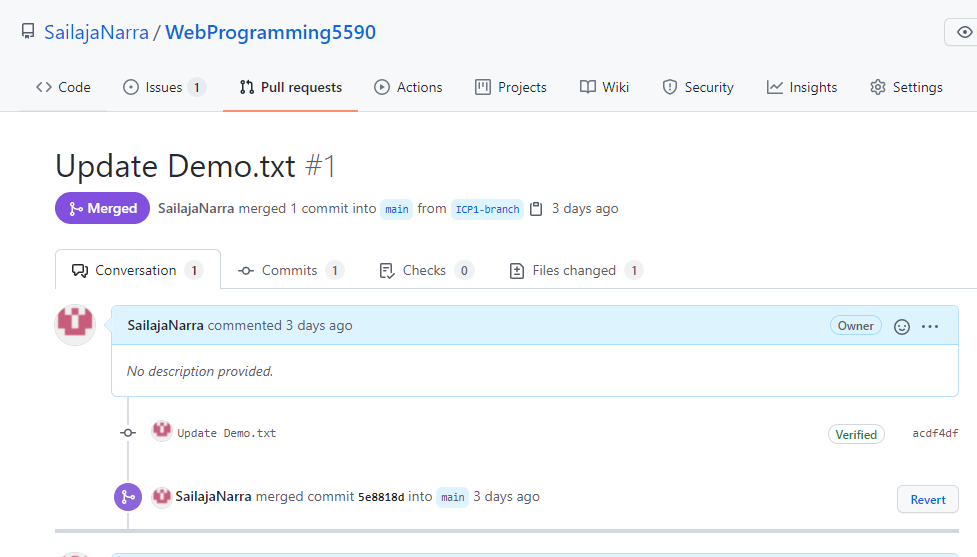 SailajaNarra / WebProgramming5590
Code Issues 1 Pull requests Actions Projects Wiki Security Insights Settings
Update Demo.txt #1
Merged SailajaNarra merged 1 commit into main from ICP1-branch 3 days ago
Conversation 1 Commits 1 Checks 0 Files changed 1
SailajaNarra commented 3 days ago Owner
No description provided.
Update Demo.txt Verified acdf4df
SailajaNarra merged commit 5e8818d into main 3 days ago Revert